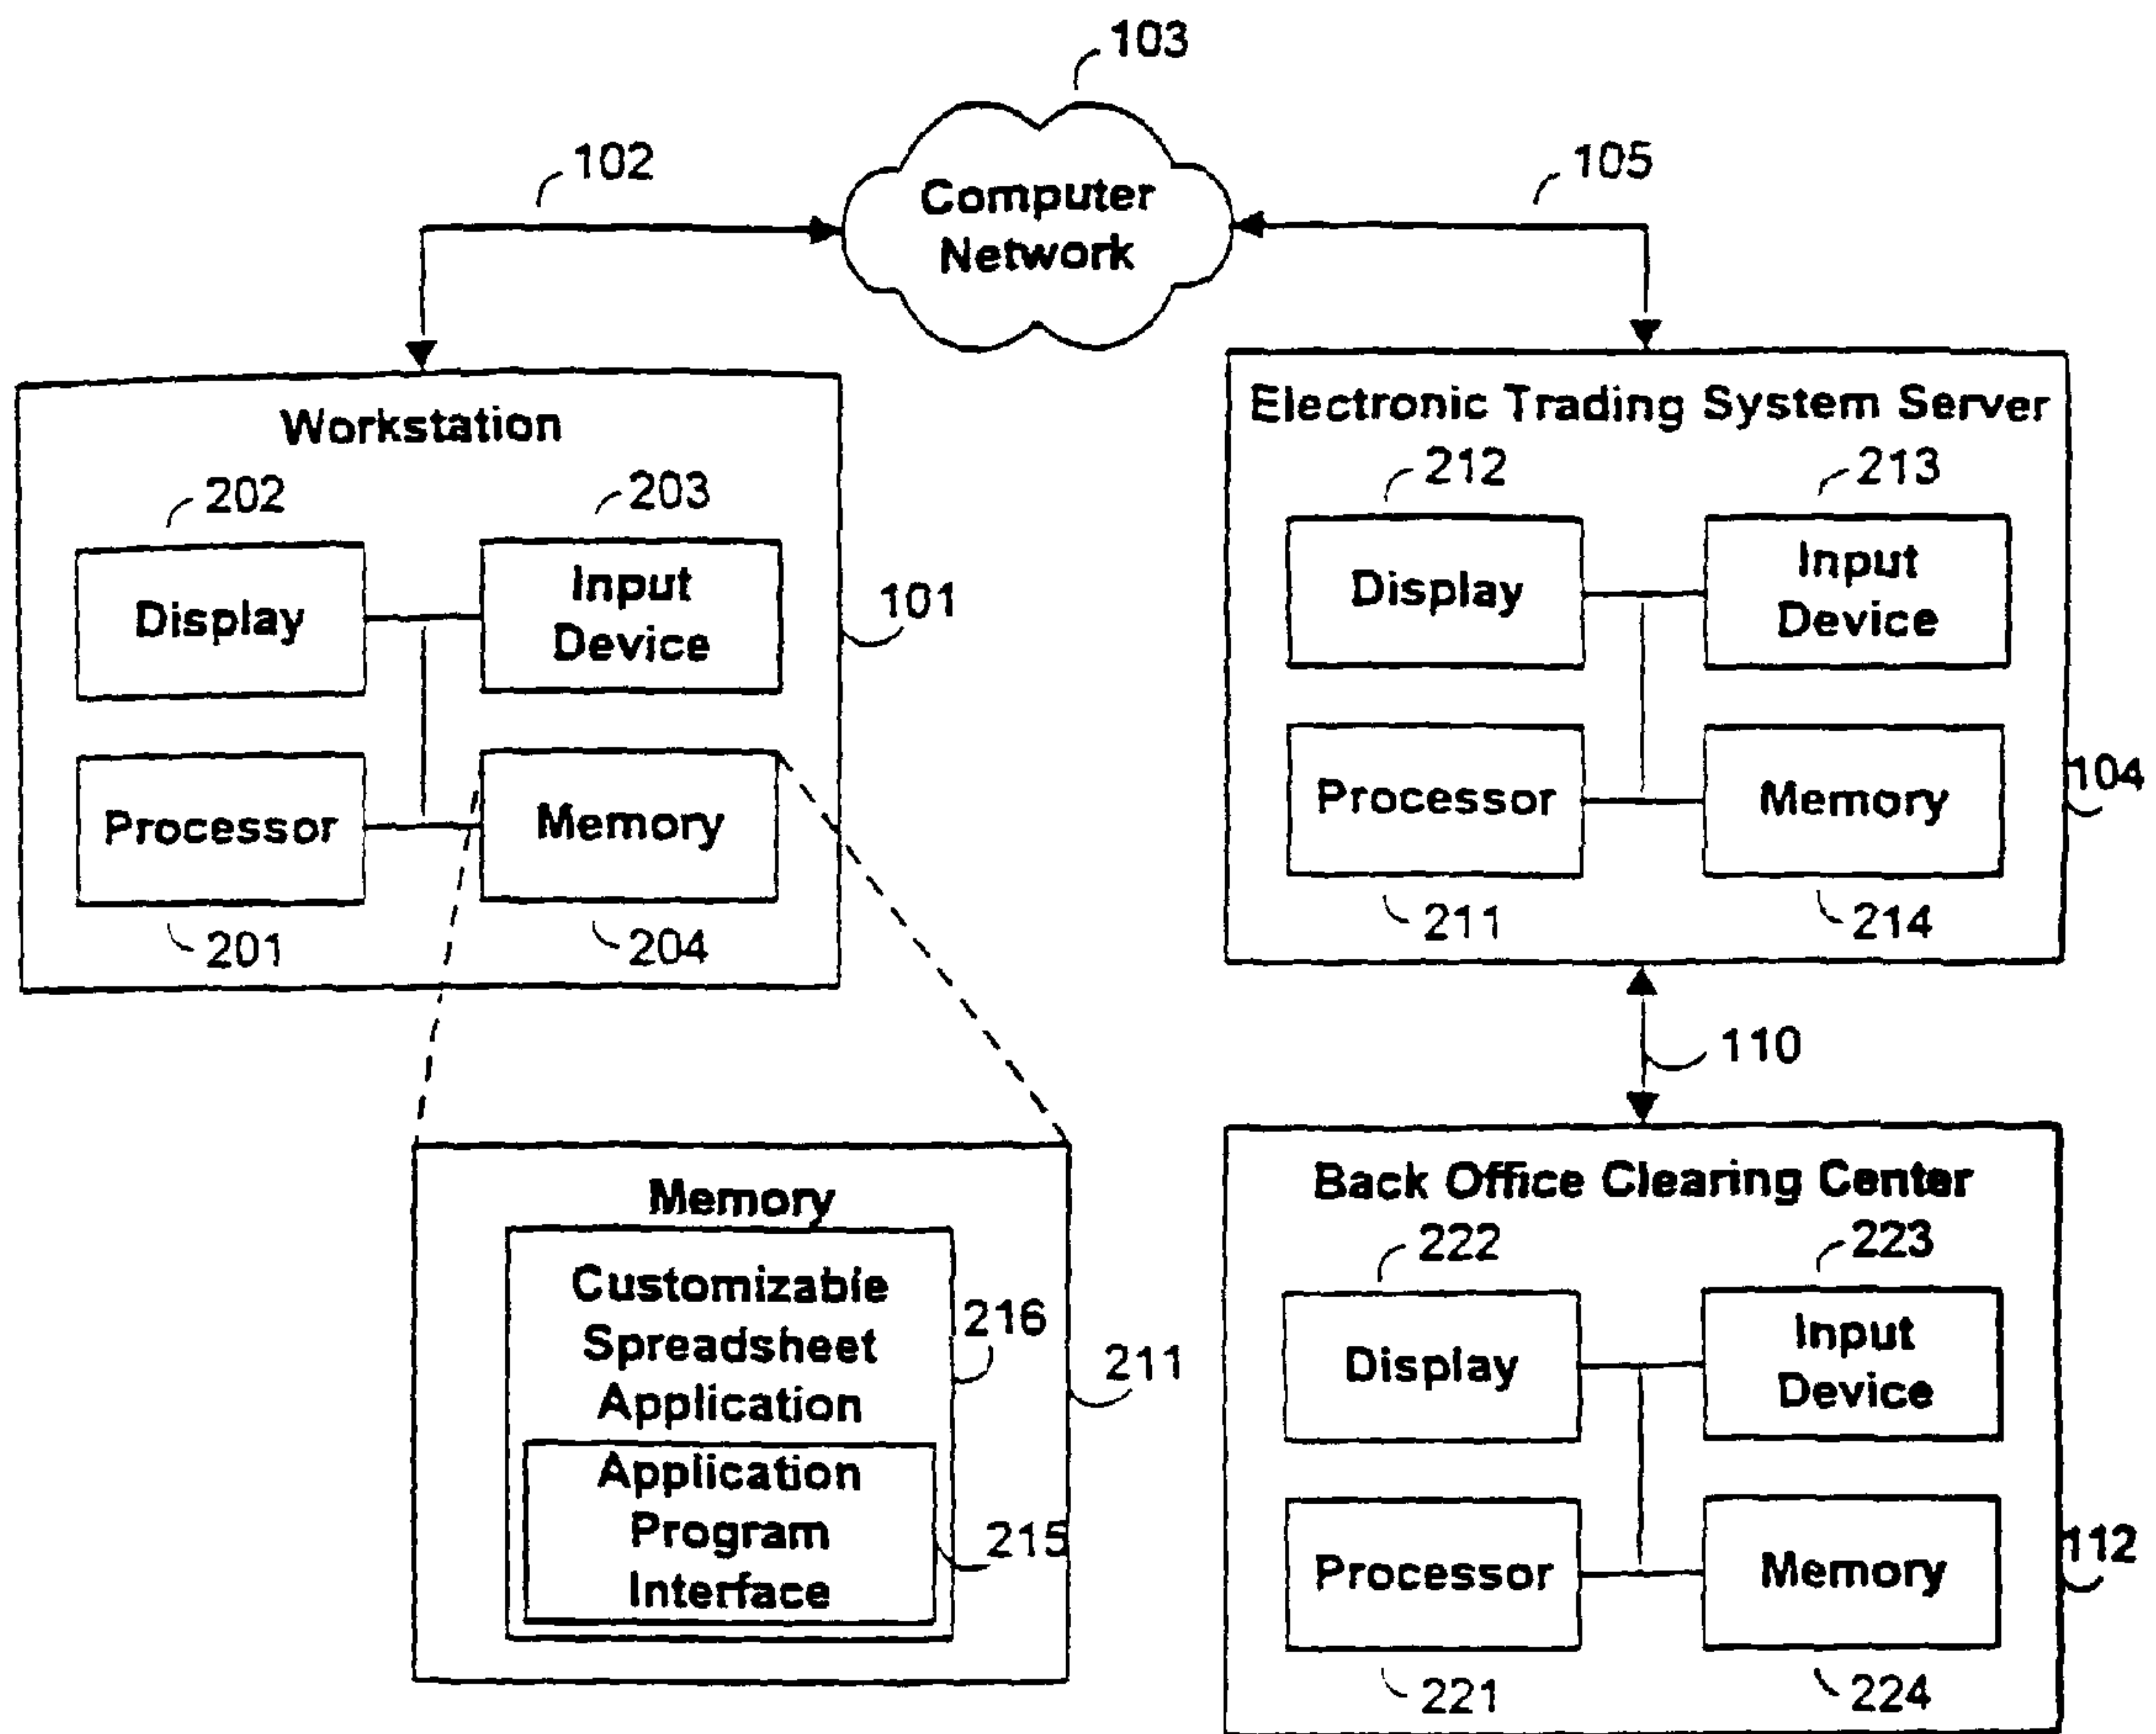 103
102
105
Computer
Network
Workstation
202
203
Display
Input
Device
101
Processor
Memory
201
204
Electronic Trading System Server
212
213
Display
Input
Device
Processor
Memory
104
211
214
110
Memory
Customizable
Spreadsheet
Application
216
211
Application
Program
Interface
215
Back Office Clearing Center
222
223
Display
Input
Device
Processor
Memory
112
221
224